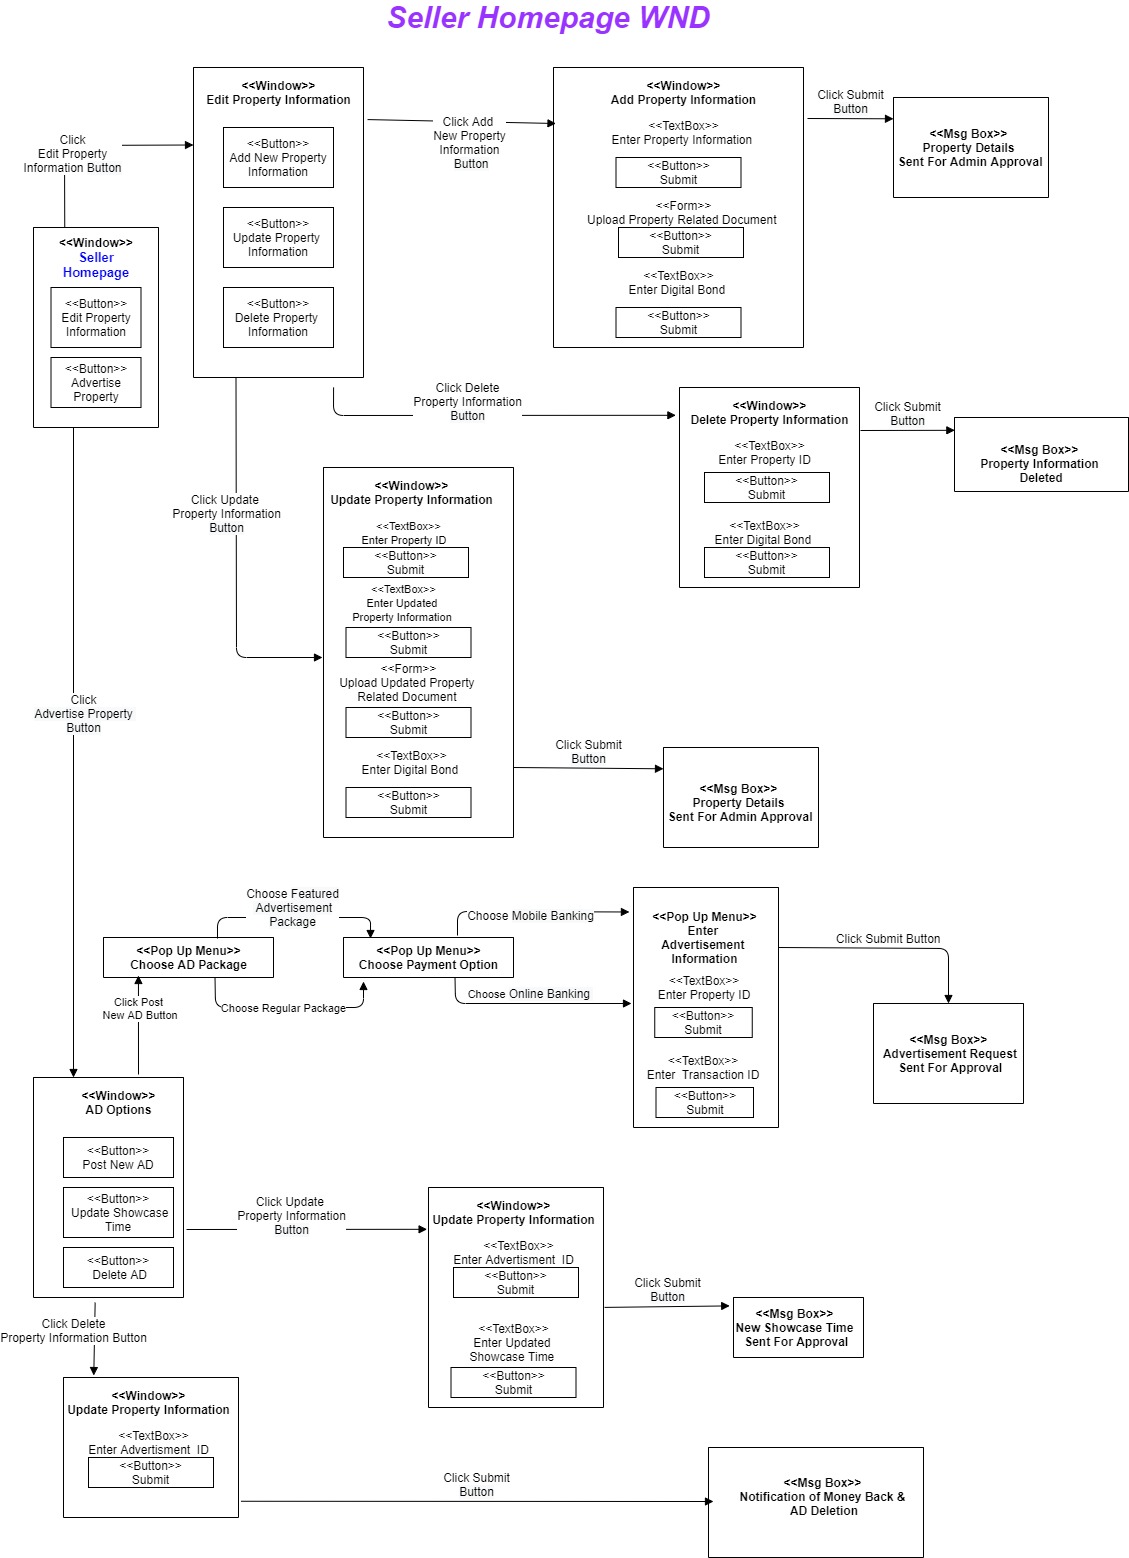 Seller Homepage WND
Click
Edit Property
Information Button
<<Window>>
Seller
Homepage
<<Button>>
Edit Property
Information
<<Button>>
Advertise
Property
<<Window>>
Edit Property Information
<<Button>>
Add New Property
Information
<<Button>>
Update Property
Information
<<Button>>
Delete Property
Information
Click Add
New Property
Information
Button
<<Window>>
Add Property Information
<<TextBox>>
Enter Property Information
<<Button>>
Submit
<<Form>>
Upload Property Related Document
<<Button>>
Submit
<<TextBox>>
Enter Digital Bond
<<Button>>
Submit
Click Submit
Button
<<Msg Box>>
Property Details
Sent For Admin Approval
Click Delete
Property Information
Button
<<Window>>
Delete Property Information
<<TextBox>>
Enter Property ID
<<Button>>
Submit
<<TextBox>>
Enter Digital Bond
<<Button>>
Submit
Click Submit
Button
<<Msg Box>>
Property Information
Deleted
Click Update
Property Information
Button
<<Window>>
Update Property Information
<<TextBox>>
Enter Property ID
<<Button>>
Submit
<<TextBox>>
Enter Updated
Property Information
<<Button>>
Submit
<<Form>>
Upload Updated Property
Related Document
<<Button>>
Submit
<<TextBox>>
Enter Digital Bond
<<Button>>
Submit
Click Submit
Button
<<Msg Box>>
Property Details
Sent For Admin Approval
Click
Advertise Property
Button
Choose Featured
Advertisement
Package
<<Pop Up Menu>>
Choose AD Package
Choose Regular Package
Click Post
New AD Button
<<Pop Up Menu>>
Choose Payment Option
Choose Mobile Banking
Choose Online Banking
<<Pop Up Menu>>
Enter
Advertisement
Information
<<TextBox>>
Enter Property ID
<<Button>>
Submit
<<TextBox>>
Enter  Transaction ID
<<Button>>
Submit
Click Submit Button
<<Msg Box>>
Advertisement Request
Sent For Approval
<<Window>>
AD Options
<<Button>>
Post New AD
<<Button>>
Update Showcase
Time
<<Button>>
Delete AD
Click Update
Property Information
Button
<<Window>>
Update Property Information
<<TextBox>>
Enter Advertisment  ID
<<Button>>
Submit
<<TextBox>>
Enter Updated
Showcase Time
<<Button>>
Submit
Click Submit
Button
<<Msg Box>>
New Showcase Time
Sent For Approval
Click Delete
Property Information Button
<<Window>>
Update Property Information
<<TextBox>>
Enter Advertisment  ID
<<Button>>
Submit
Click Submit
Button
<<Msg Box>>
Notification of Money Back &
AD Deletion